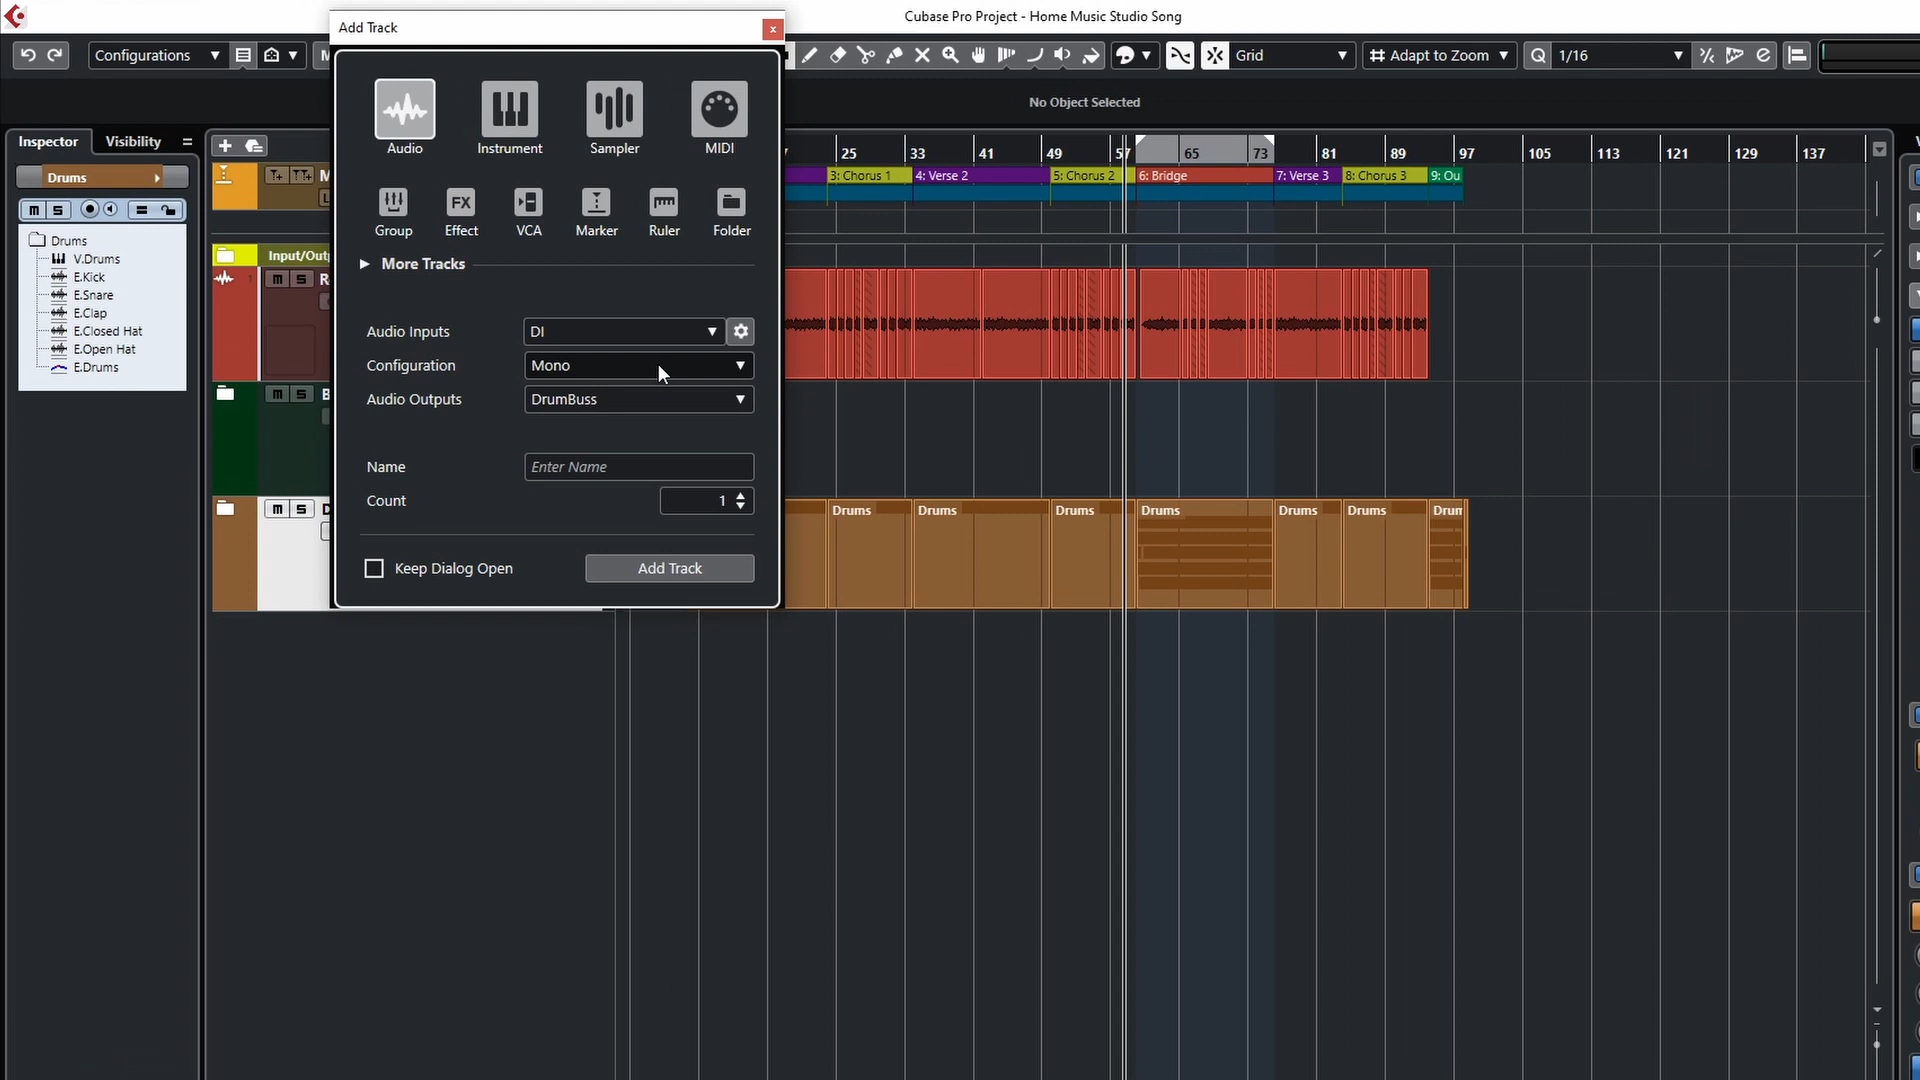 Cubase Pro Project - Home Music Studio Song
Add Track
Configurations
Grid
Adapt to Zoom
Q
1/16
No Object Selected
Inspector
Visibility
Drums
m S
Drums
V.Drums
E.Kick
E.Snare
E.Clap
E.Closed Hat
E.Open Hat
E.Drums
Input/Outp
m S
m S
m S
Audio
Instrument
Sampler
MIDI
Group
FX
Effect
VCA
Marker
Ruler
Folder
More Tracks
Audio Inputs
DI
Configuration
Mono
Audio Outputs
DrumBuss
Name
Enter Name
Count
1
Keep Dialog Open
Add Track
25 33 41 49 57 65 73 81 89 97 105 113 121 129 137
3: Chorus 1
4: Verse 2
5: Chorus 2
6: Bridge
7: Verse 3
8: Chorus 3
9: Ou
Drums
Drums
Drums
Drums
Drums
Drums
Drum